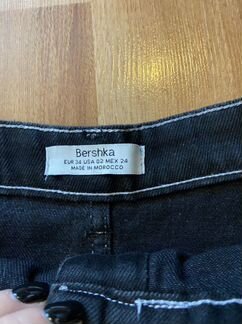 Bershka
EUR 34 USA 02 MEX 24
MADE IN MOROCCO